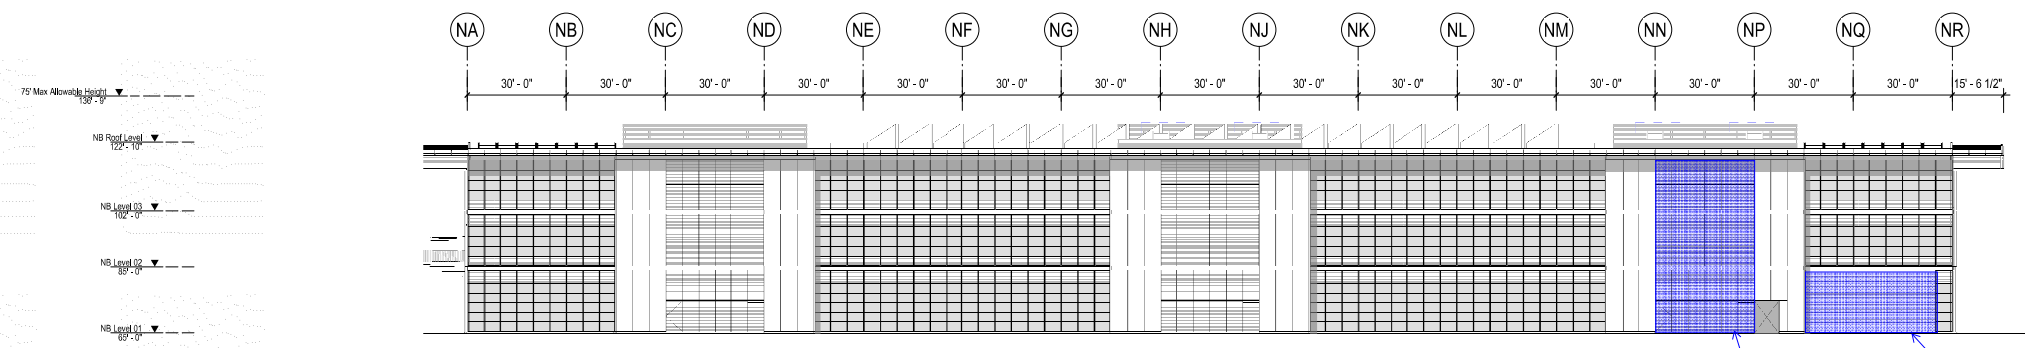 NA NB NC ND NE NF NG NH NJ NK NL NM NN NP NQ NR
30' - 0" 30' - 0" 30' - 0" 30' - 0" 30' - 0" 30' - 0" 30' - 0" 30' - 0" 30' - 0" 30' - 0" 30' - 0" 30' - 0" 30' - 0" 30' - 0" 30' - 0" 15' - 6 1/2"
75' Max Allowable Height
136' - 9"
NB Roof Level
122' - 10"
NB Level 03
102' - 0"
NB Level 02
85' - 0"
NB Level 01
65' - 0"